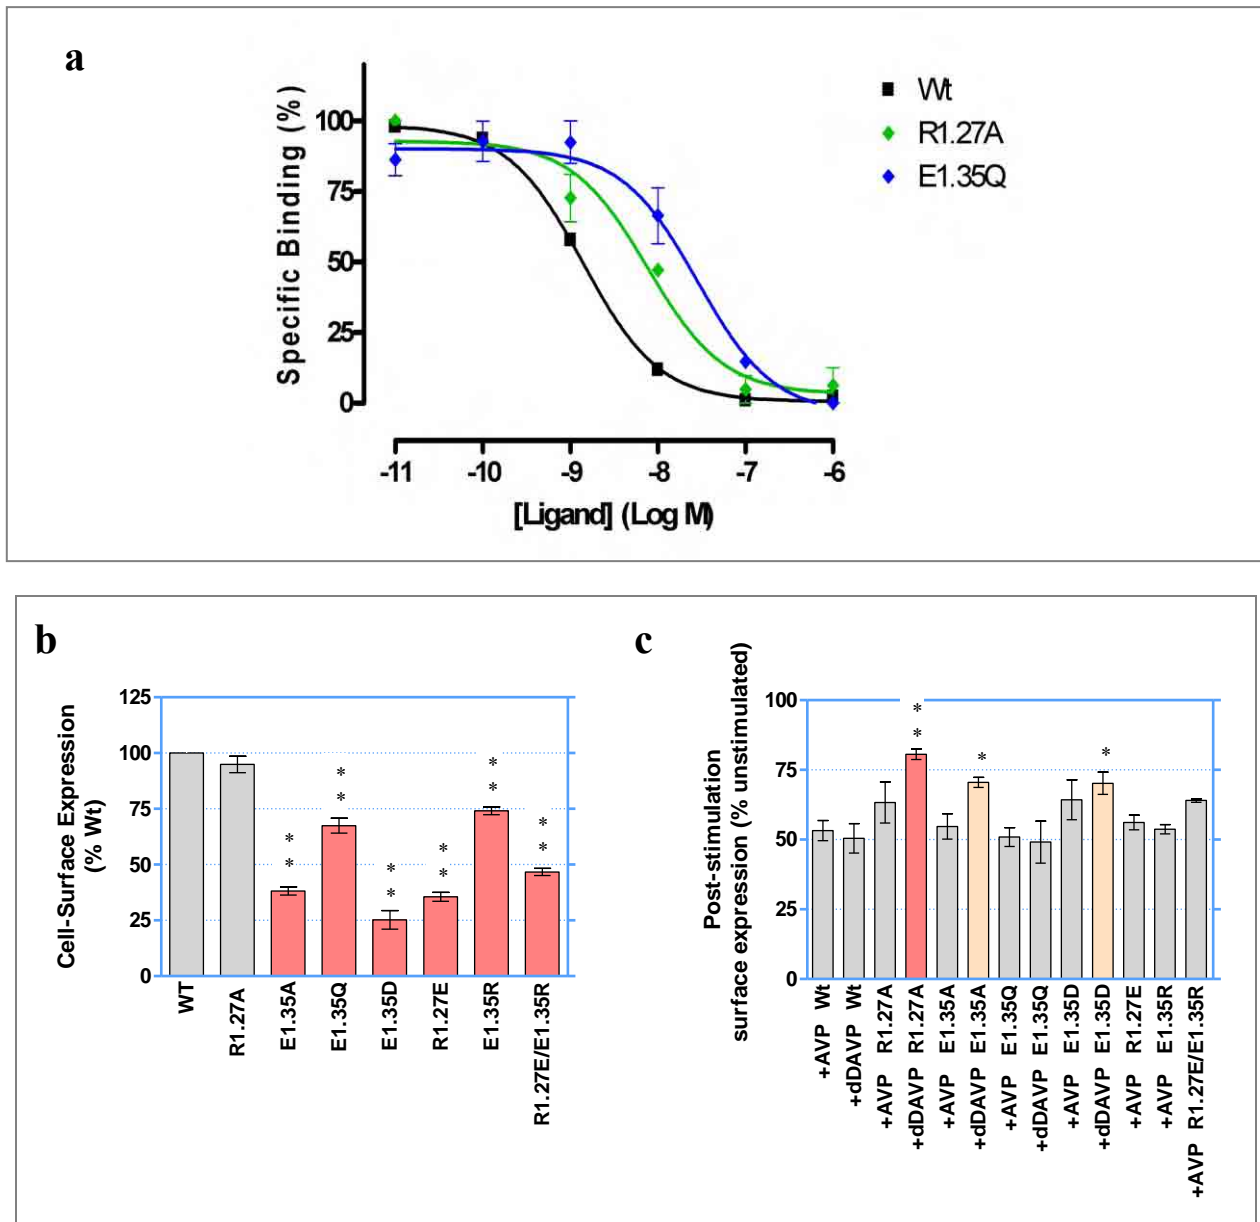 a
Specific Binding (%)
100
75
50
25
0
-11
-10
-9
-8
-7
-6
[Ligand] (Log M)
Wt
R1.27A
E1.35Q
b
Cell-Surface Expression
(% Wt)
125
100
75
50
25
0
* *
* *
* *
* *
* *
* *
WT
R1.27A
E1.35A
E1.35Q
E1.35D
R1.27E
E1.35R
R1.27E/E1.35R
c
Post-stimulation
surface expression (% unstimulated)
100
75
50
25
0
* *
*
*
+AVP Wt
+dDAVP Wt
+AVP R1.27A
+dDAVP R1.27A
+AVP E1.35A
+dDAVP E1.35A
+AVP E1.35Q
+dDAVP E1.35Q
+AVP E1.35D
+dDAVP E1.35D
+AVP R1.27E
+AVP E1.35R
+AVP R1.27E/E1.35R